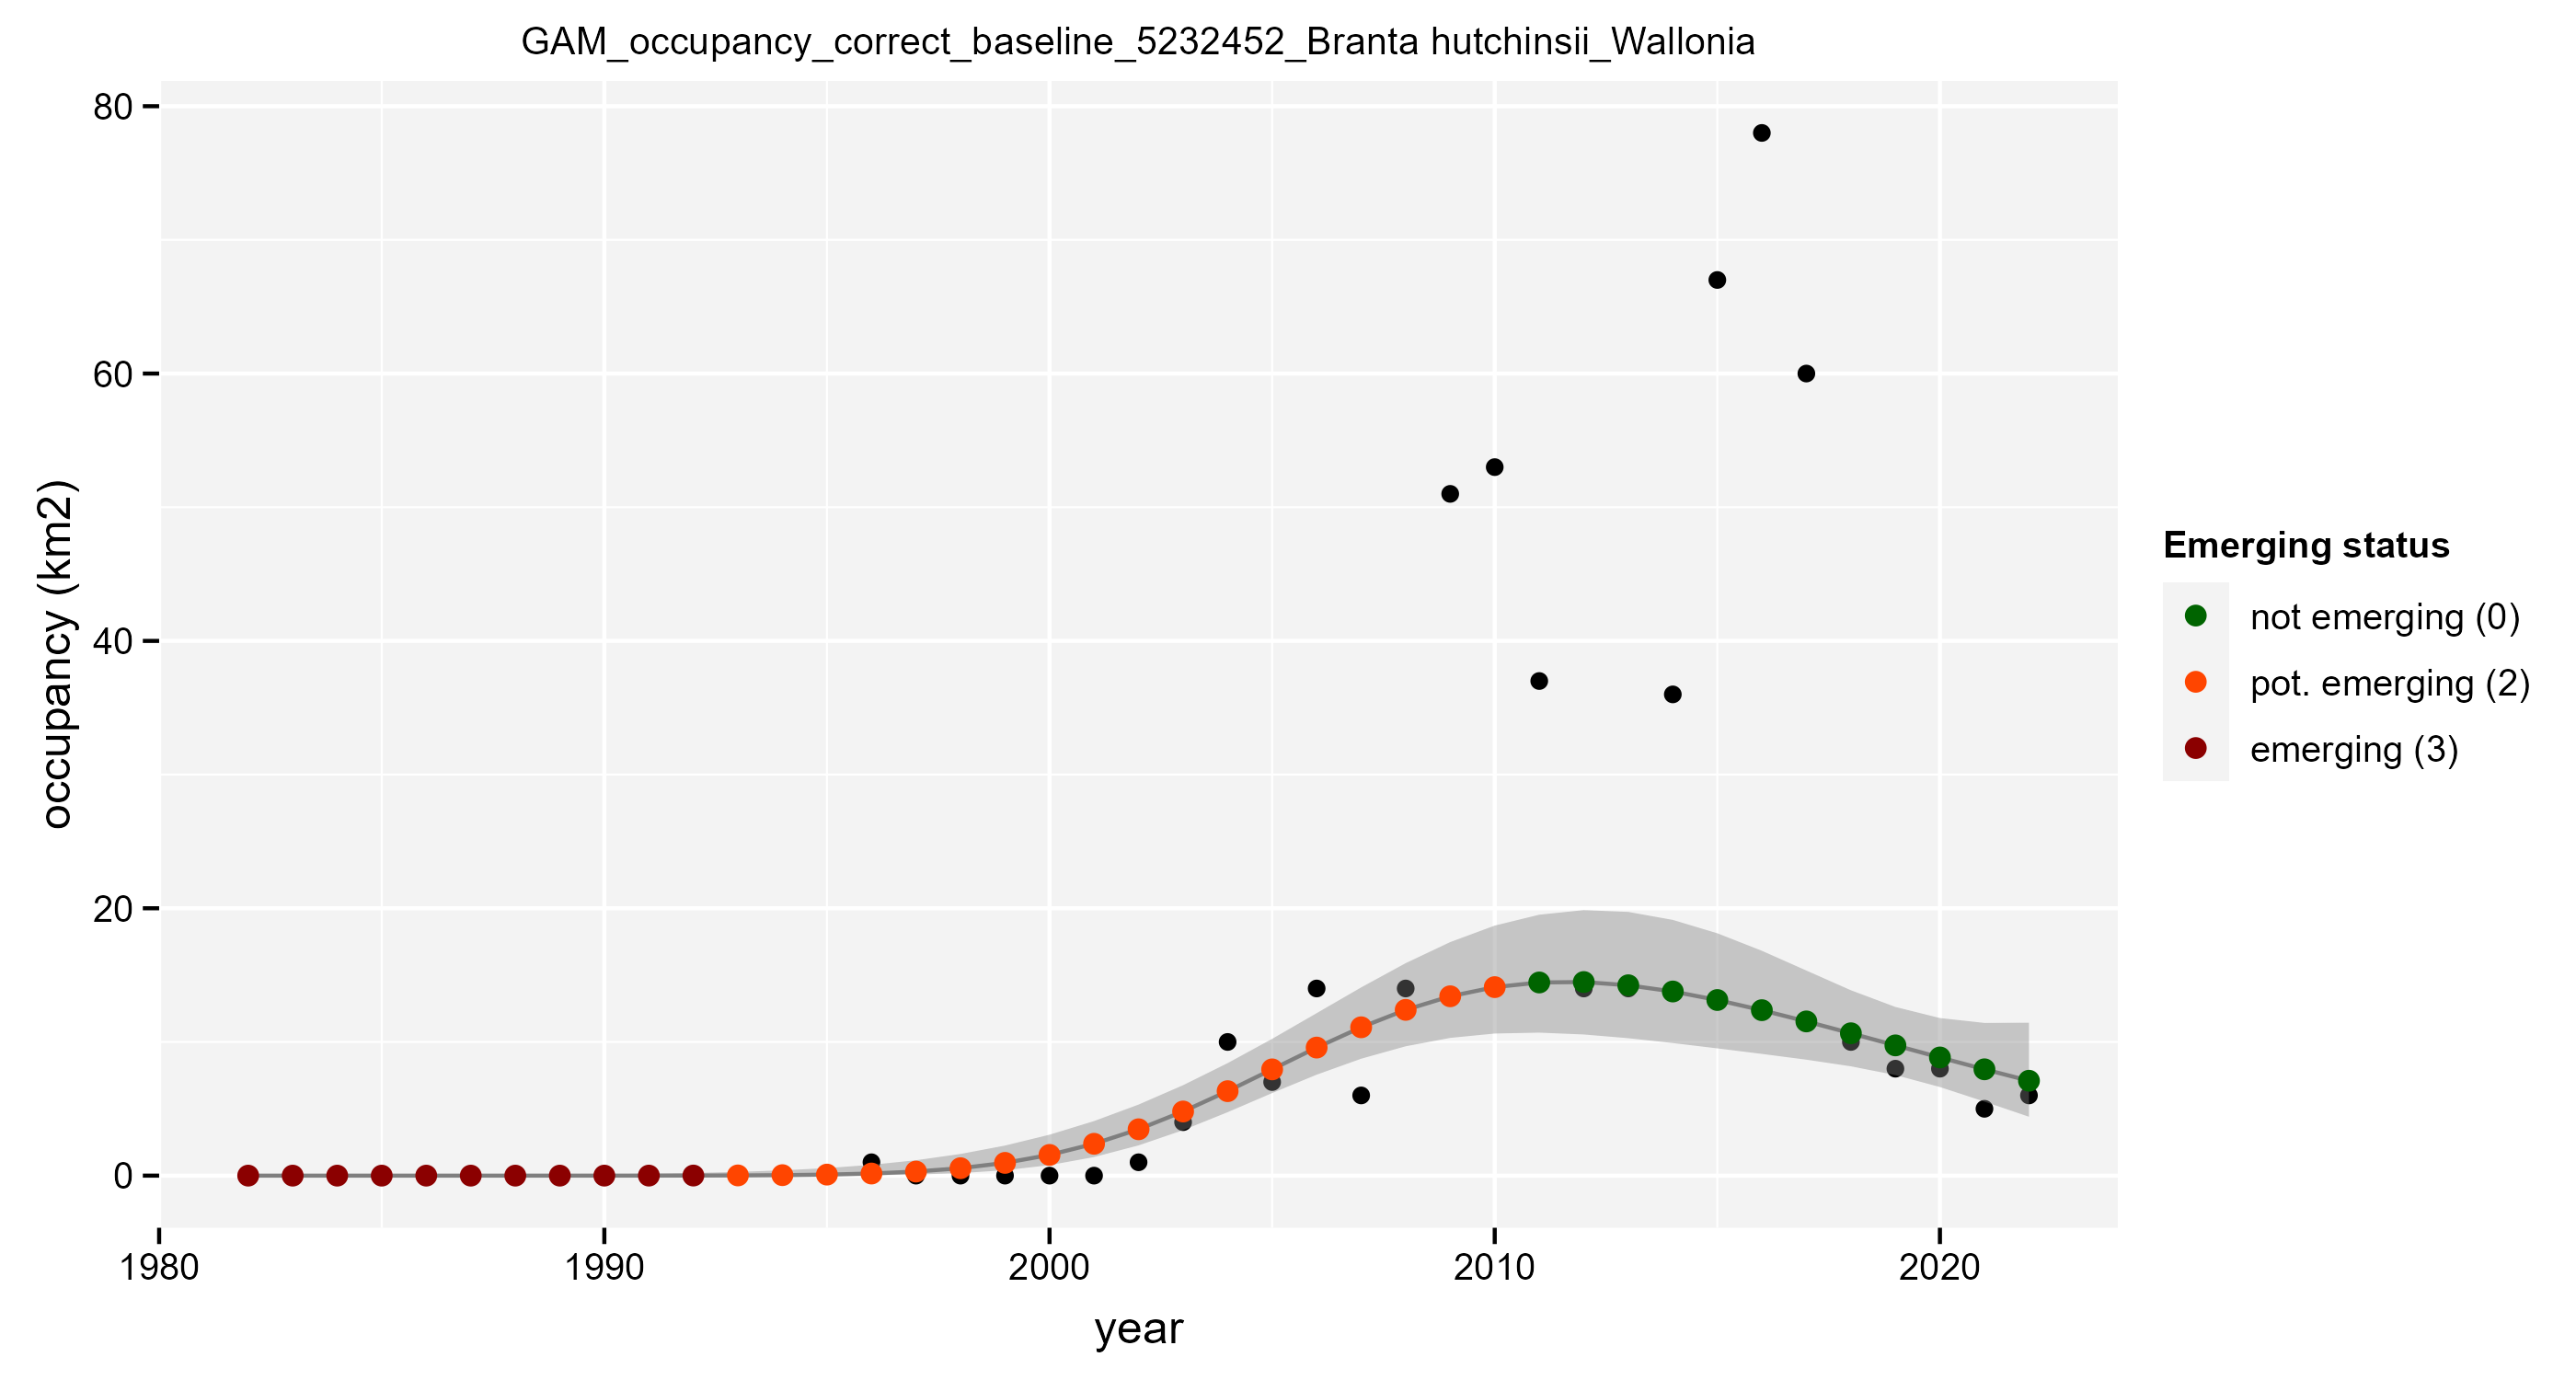 GAM_occupancy_correct_baseline_5232452_Branta hutchinsii_Wallonia
80
60
40
20
0
occupancy (km2)
1980
1990
2000
2010
2020
year
Emerging status
not emerging (0)
pot. emerging (2)
emerging (3)